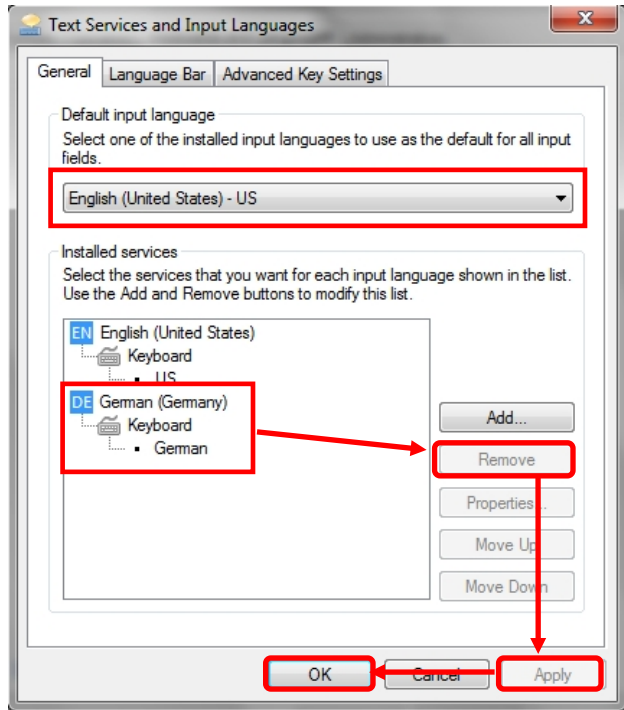 Text Services and Input Languages
General Language Bar Advanced Key Settings
Default input language
Select one of the installed input languages to use as the default for all input
fields.
English (United States) - US
Installed services
Select the services that you want for each input language shown in the list.
Use the Add and Remove buttons to modify this list.
EN English (United States)
Keyboard
US
DE German (Germany)
Keyboard
German
Add...
Remove
Properties...
Move Up
Move Down
OK Cancel Apply